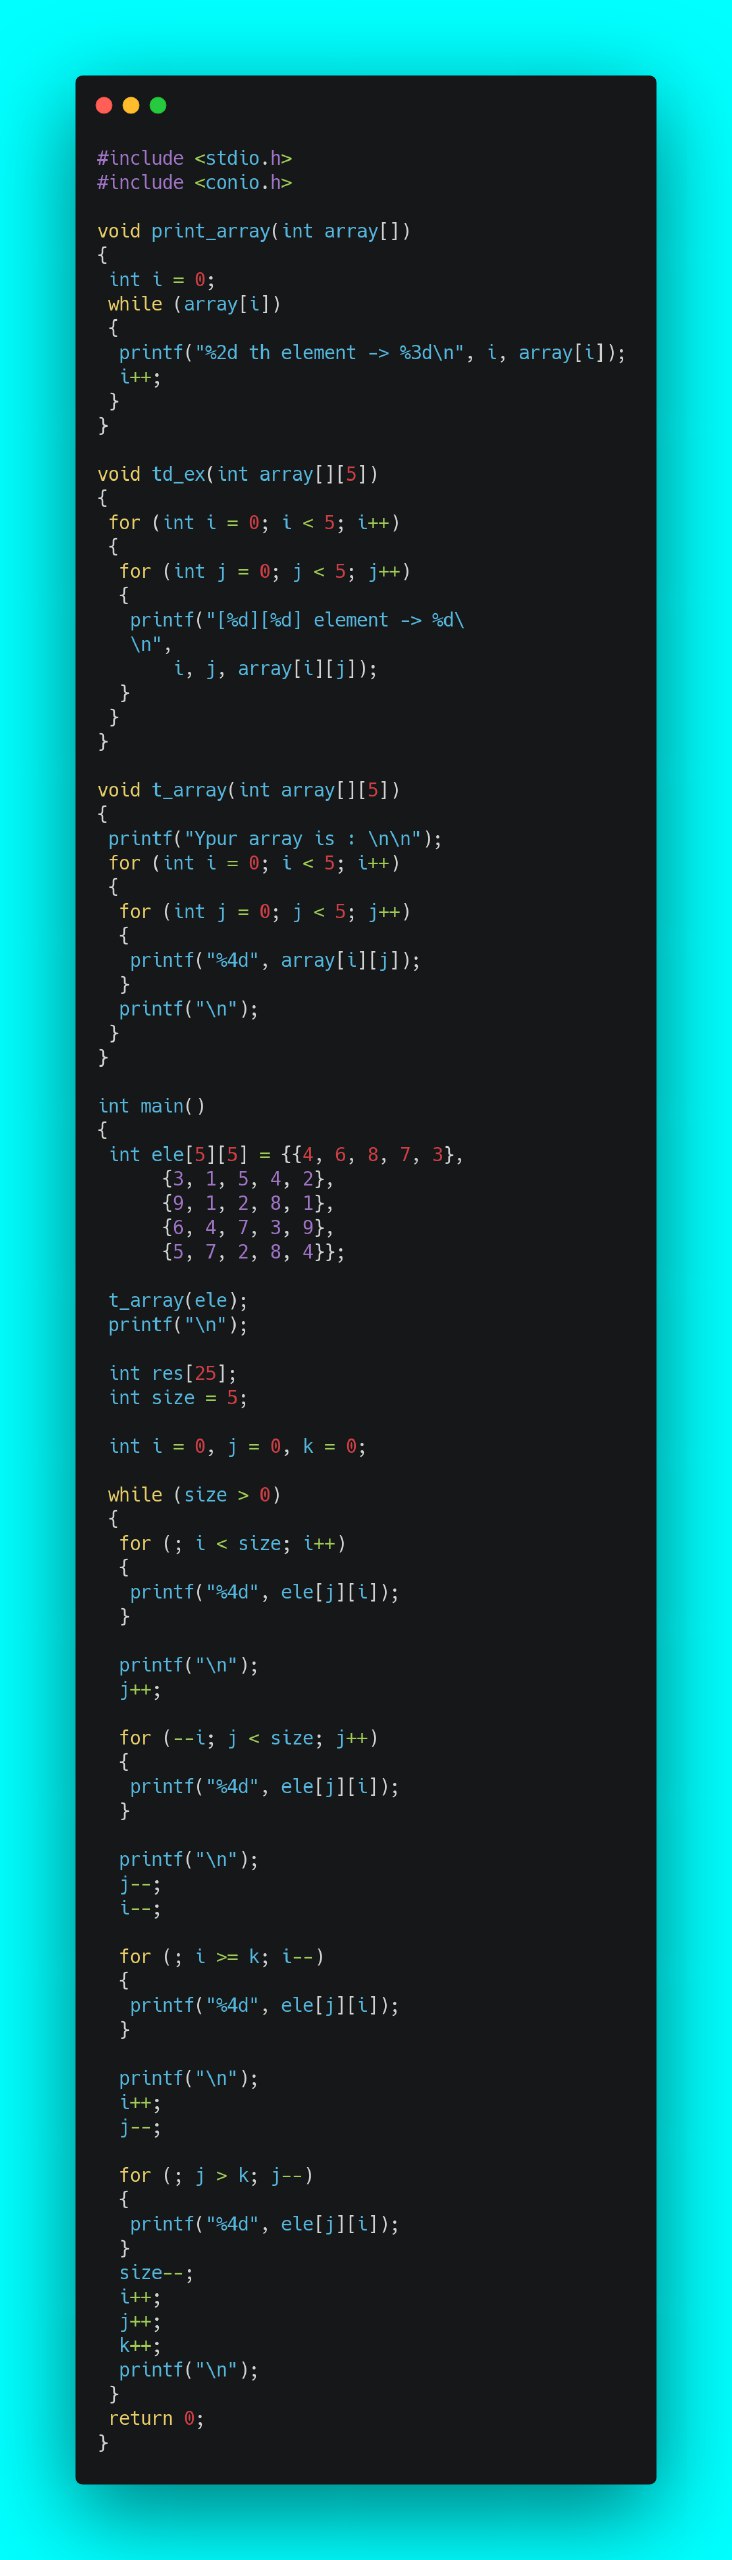 #include <stdio.h>
#include <conio.h>

void print_array(int array[])
{
 int i = 0;
 while (array[i])
 {
  printf("%2d th element -> %3d\n", i, array[i]);
  i++;
 }
}

void td_ex(int array[][5])
{
 for (int i = 0; i < 5; i++)
 {
  for (int j = 0; j < 5; j++)
  {
   printf("[%d][%d] element -> %d\
   \n",
       i, j, array[i][j]);
  }
 }
}

void t_array(int array[][5])
{
 printf("Ypur array is : \n\n");
 for (int i = 0; i < 5; i++)
 {
  for (int j = 0; j < 5; j++)
  {
   printf("%4d", array[i][j]);
  }
  printf("\n");
 }
}

int main()
{
 int ele[5][5] = {{4, 6, 8, 7, 3},
      {3, 1, 5, 4, 2},
      {9, 1, 2, 8, 1},
      {6, 4, 7, 3, 9},
      {5, 7, 2, 8, 4}};

 t_array(ele);
 printf("\n");

 int res[25];
 int size = 5;

 int i = 0, j = 0, k = 0;

 while (size > 0)
 {
  for (; i < size; i++)
  {
   printf("%4d", ele[j][i]);
  }

  printf("\n");
  j++;

  for (--i; j < size; j++)
  {
   printf("%4d", ele[j][i]);
  }

  printf("\n");
  j--;
  i--;

  for (; i >= k; i--)
  {
   printf("%4d", ele[j][i]);
  }

  printf("\n");
  i++;
  j--;

  for (; j > k; j--)
  {
   printf("%4d", ele[j][i]);
  }
  size--;
  i++;
  j++;
  k++;
  printf("\n");
 }
 return 0;
}